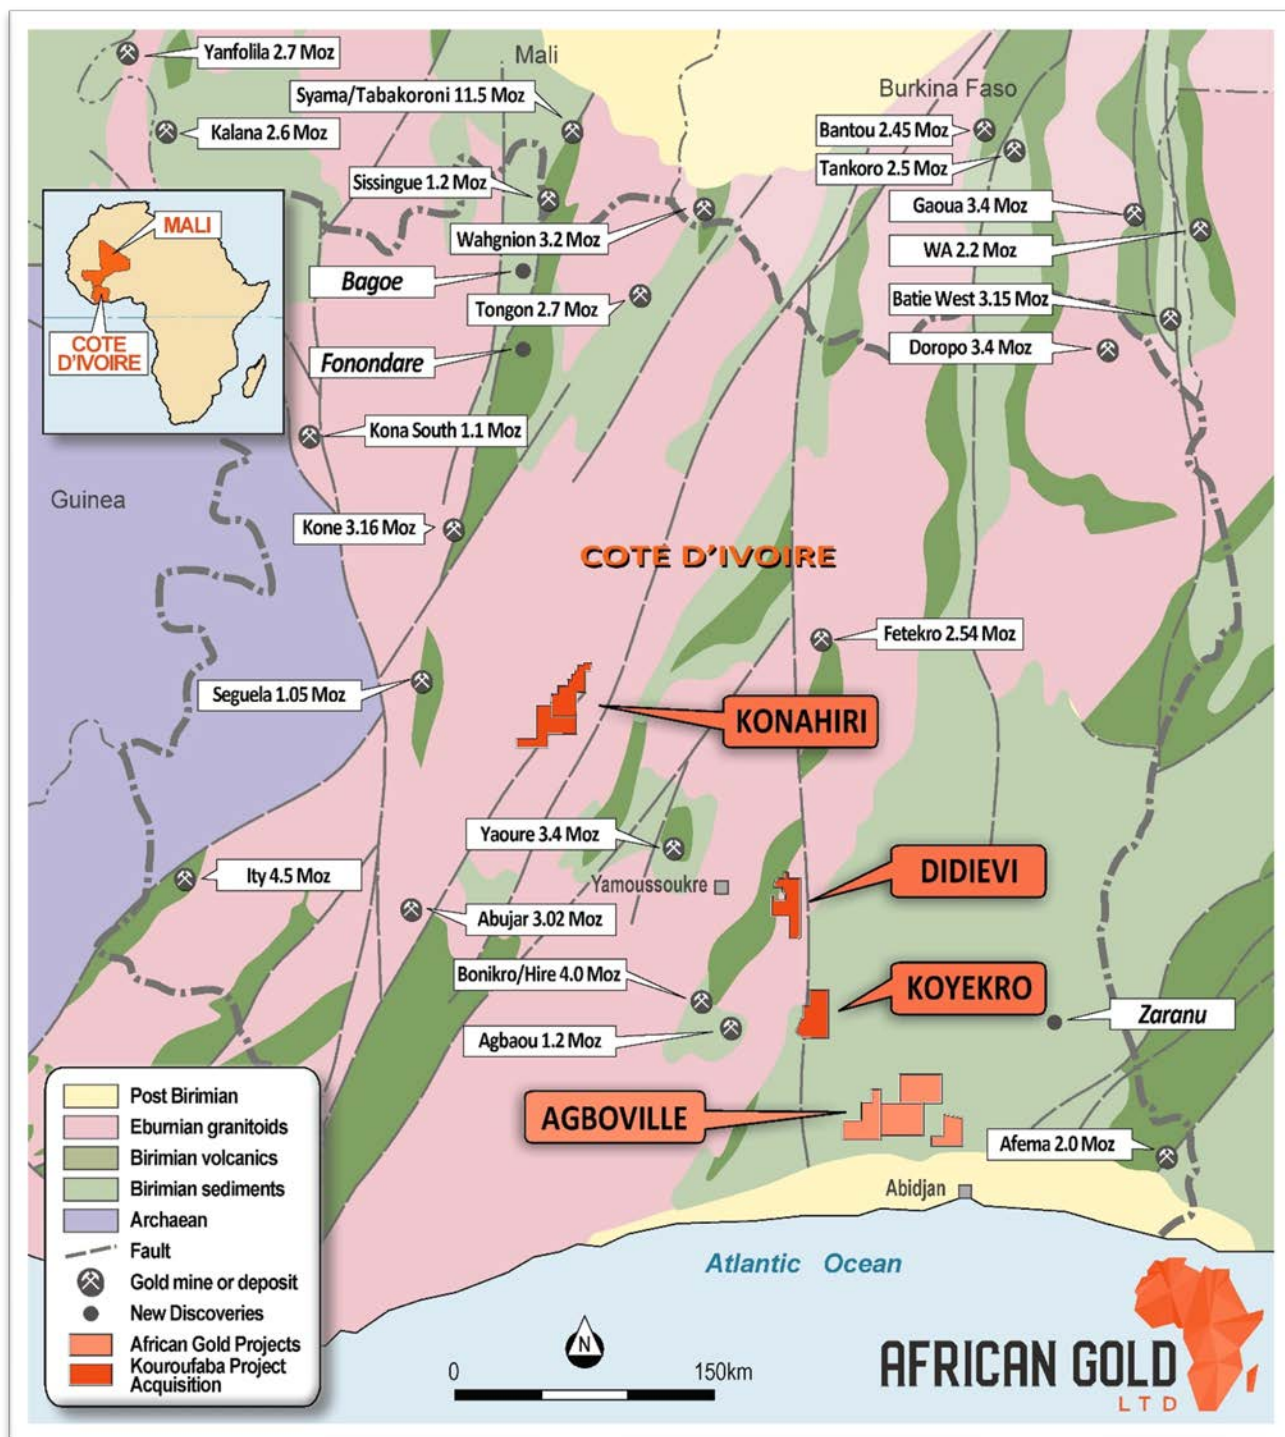 Yanfolila 2.7 Moz
Mali
Syama/Tabakoroni 11.5 Moz
Burkina Faso
Kalana 2.6 Moz
Bantou 2.45 Moz
Tankoro 2.5 Moz
Sissingue 1.2 Moz
Gaoua 3.4 Moz
MALI
Wahgnion 3.2 Moz
WA 2.2 Moz
Bagoe
Tongon 2.7 Moz
Batie West 3.15 Moz
COTE
D'IVOIRE
Fonondare
Doropo 3.4 Moz
Kona South 1.1 Moz
Guinea
Kone 3.16 Moz
COTE D'IVOIRE
Fetekro 2.54 Moz
Seguela 1.05 Moz
KONAHIRI
Yaoure 3.4 Moz
Ity 4.5 Moz
Yamoussoukre
DIDIEVI
Abujar 3.02 Moz
Bonikro/Hire 4.0 Moz
KOYEKRO
Zaranu
Agbaou 1.2 Moz
AGBOVILLE
Afema 2.0 Moz
Abidjan
Atlantic Ocean
Post Birimian
Eburnian granitoids
Birimian volcanics
Birimian sediments
Archaean
Fault
Gold mine or deposit
New Discoveries
African Gold Projects
Kouroufaba Project
Acquisition
N
0 150km
AFRICAN GOLD
LTD